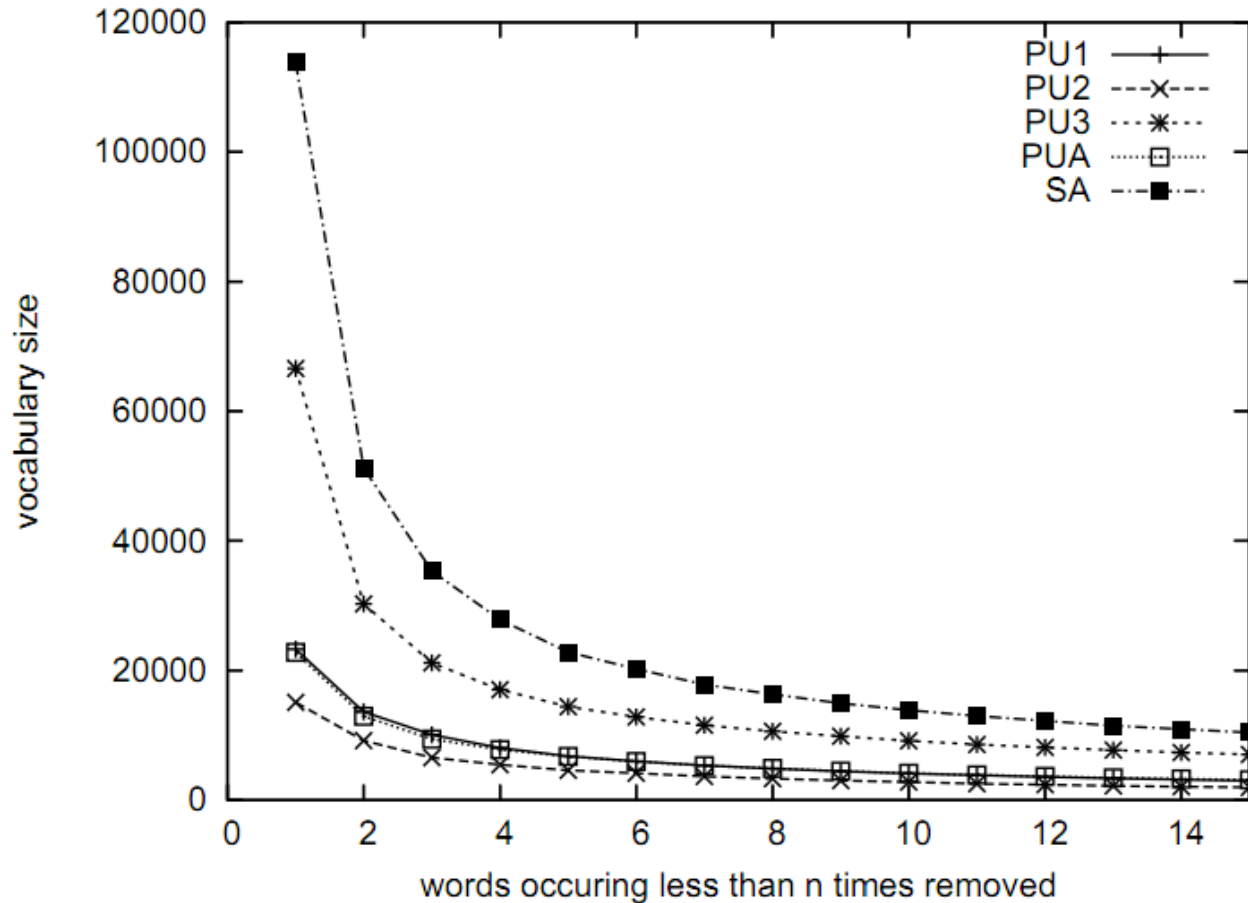 120000
100000
80000
60000
40000
20000
0
vocabulary size
PU1
PU2
PU3
PUA
SA
0 2 4 6 8 10 12 14
words occuring less than n times removed